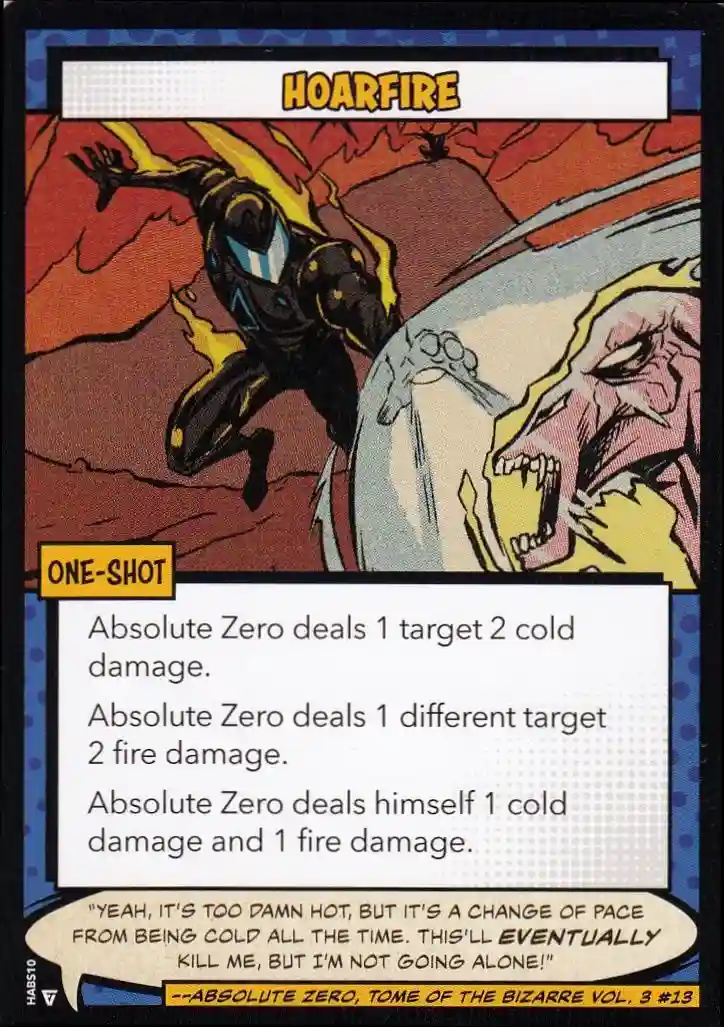 HOARFIRE
ONE-SHOT
Absolute Zero deals 1 target 2 cold
damage.
Absolute Zero deals 1 different target
2 fire damage.
Absolute Zero deals himself 1 cold
damage and 1 fire damage.
"YEAH, IT'S TOO DAMN HOT, BUT IT'S A CHANGE OF PACE
FROM BEING COLD ALL THE TIME. THIS'LL EVENTUALLY
KILL ME, BUT I'M NOT GOING ALONE!"
--ABSOLUTE ZERO, TOME OF THE BIZARRE VOL. 3 #13
HABS10